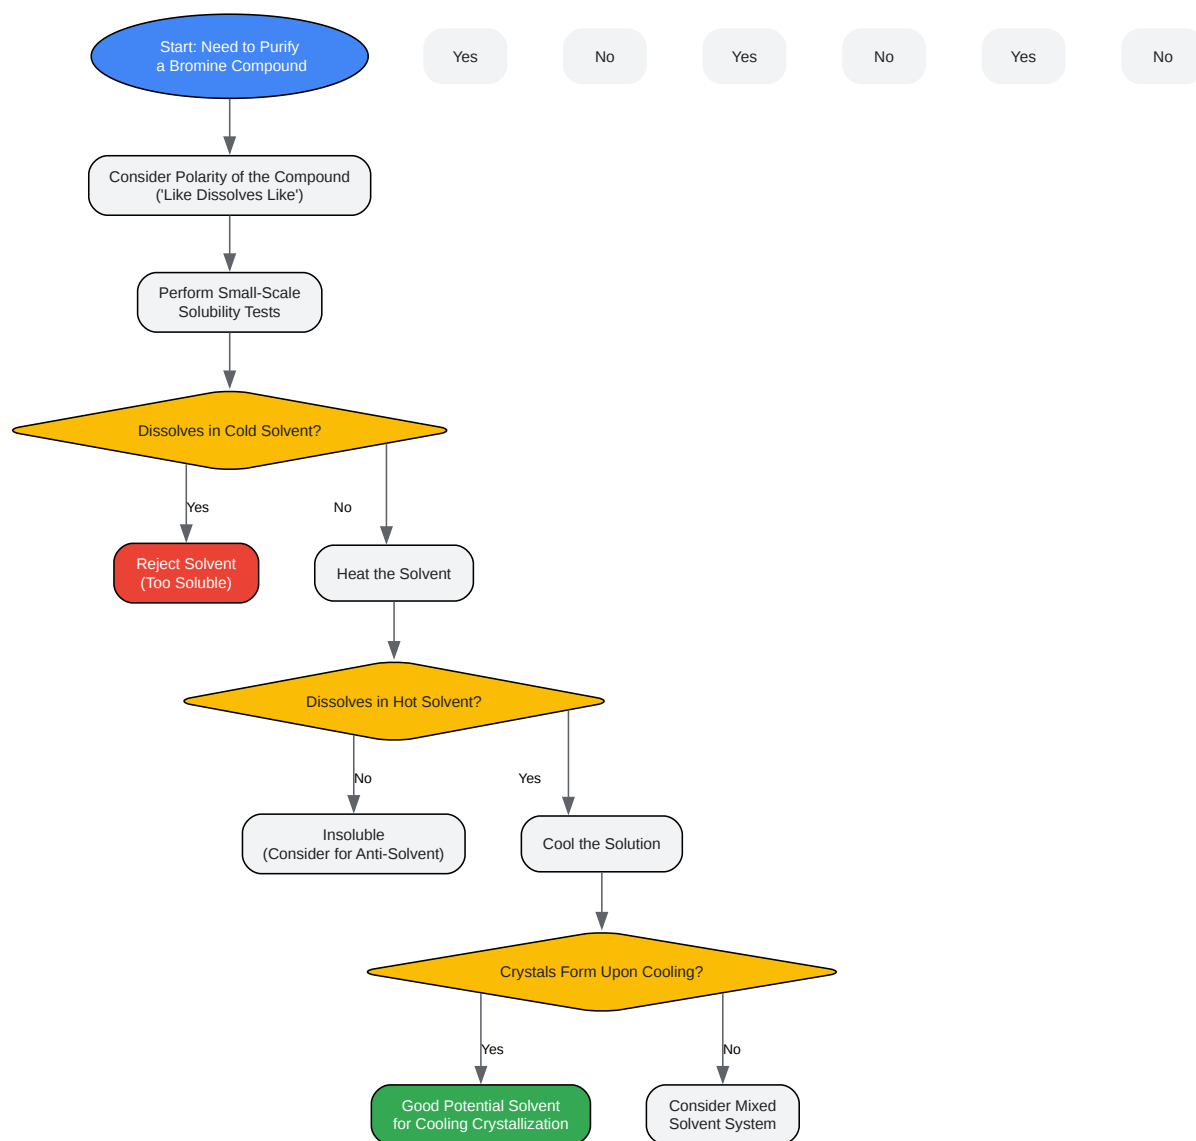 Start: Need to Purify
a Bromine Compound
Yes
No
Yes
No
Yes
No
Consider Polarity of the Compound
('Like Dissolves Like')
Perform Small-Scale
Solubility Tests
Dissolves in Cold Solvent?
Yes
No
Reject Solvent
(Too Soluble)
Heat the Solvent
Dissolves in Hot Solvent?
No
Yes
Insoluble
(Consider for Anti-Solvent)
Cool the Solution
Crystals Form Upon Cooling?
Yes
No
Good Potential Solvent
for Cooling Crystallization
Consider Mixed
Solvent System